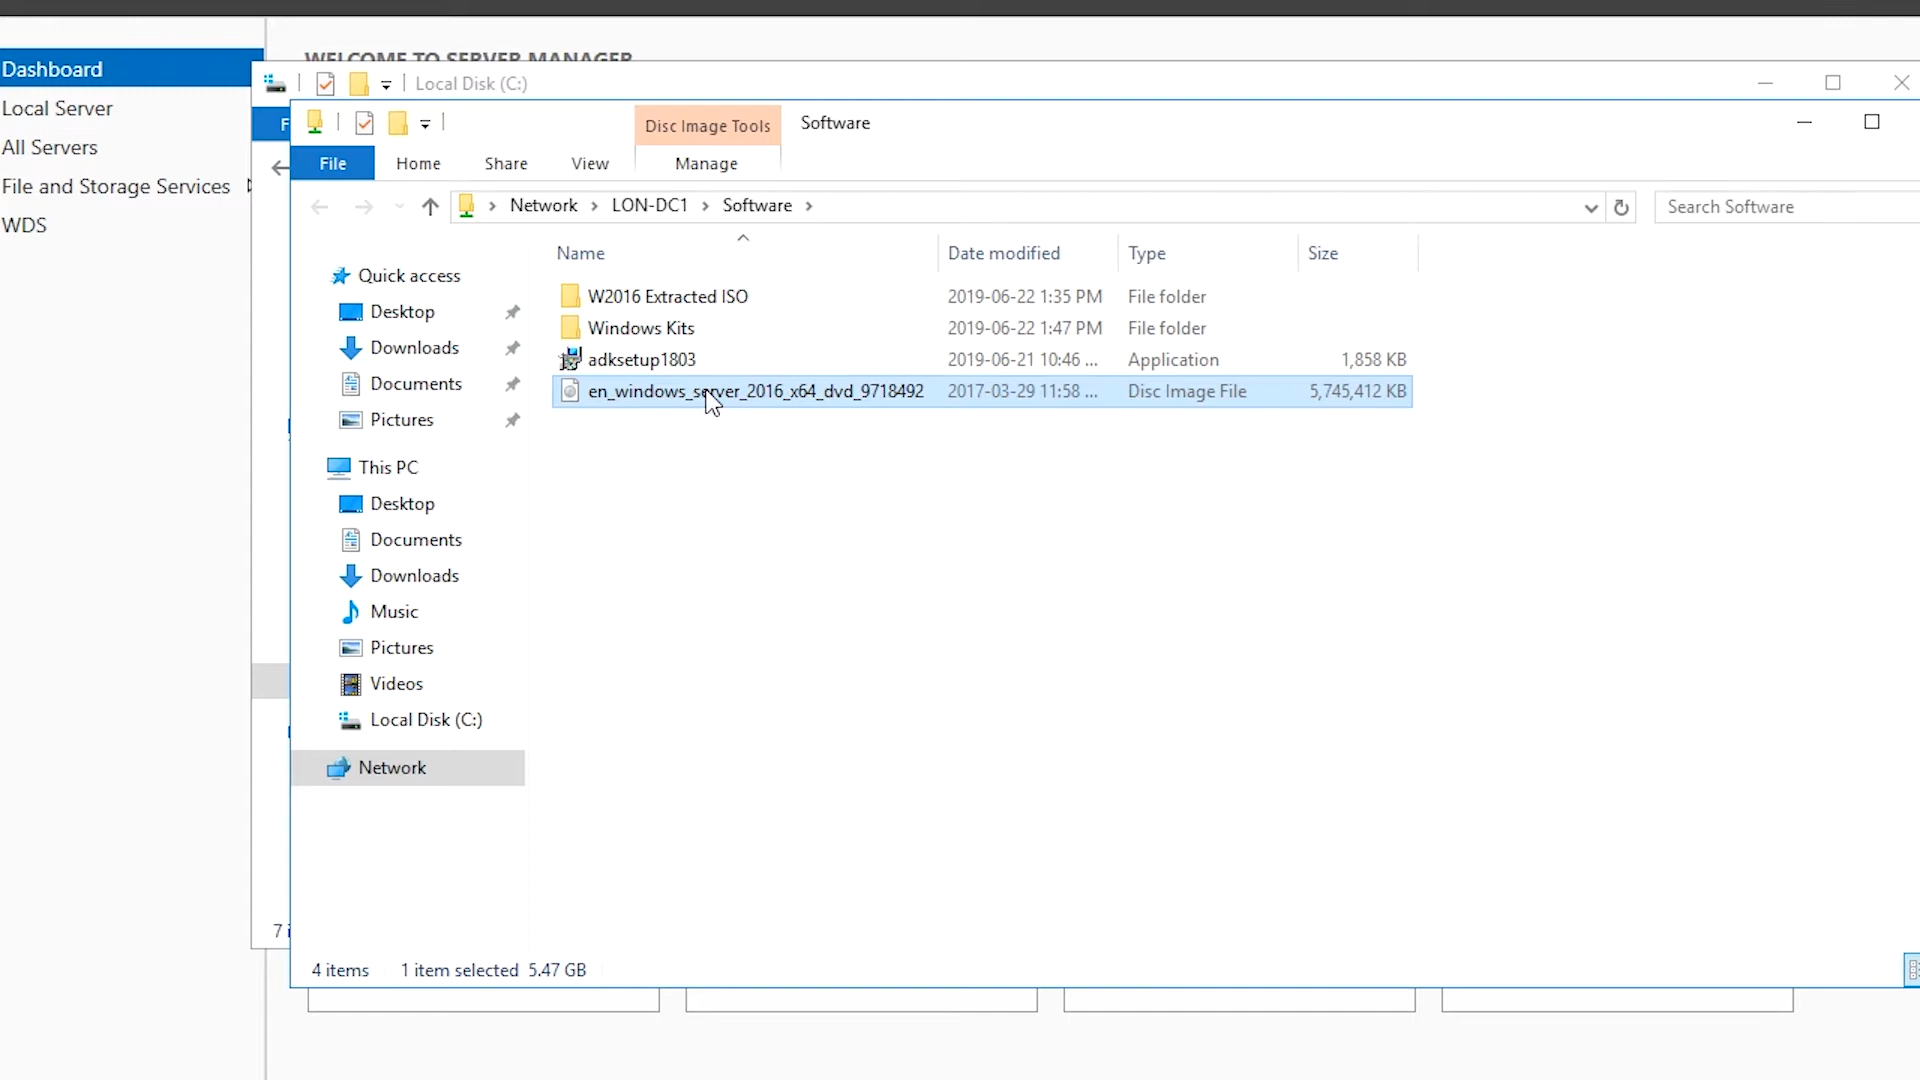 WELCOME TO SERVER MANAGER
Dashboard
Local Server
All Servers
File and Storage Services
WDS
Local Disk (C:)
Disc Image Tools
Software
File
Home
Share
View
Manage
Network
LON-DC1
Software
Search Software
Name
Date modified
Type
Size
W2016 Extracted ISO 2019-06-22 1:35 PM File folder
Windows Kits 2019-06-22 1:47 PM File folder
adksetup1803 2019-06-21 10:46 ... Application 1,858 KB
en_windows_server_2016_x64_dvd_9718492 2017-03-29 11:58 ... Disc Image File 5,745,412 KB
Quick access
Desktop
Downloads
Documents
Pictures
This PC
Desktop
Documents
Downloads
Music
Pictures
Videos
Local Disk (C:)
Network
7
4 items 1 item selected 5.47 GB